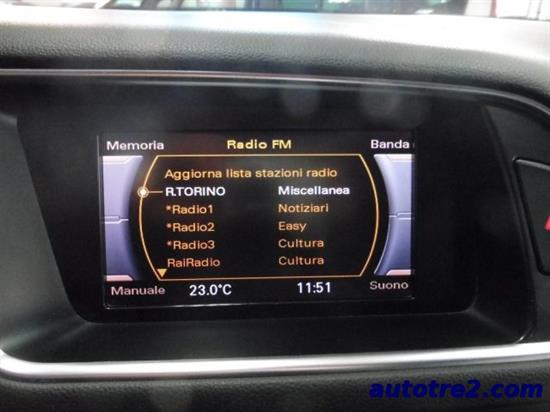 Memoria Radio FM Banda
Aggiorna lista stazioni radio
R.TORINO Miscellanea
*Radio1 Notiziari
*Radio2 Easy
*Radio3 Cultura
RaiRadio Cultura
Manuale 23.0°C 11:51 Suono
autotre2.com